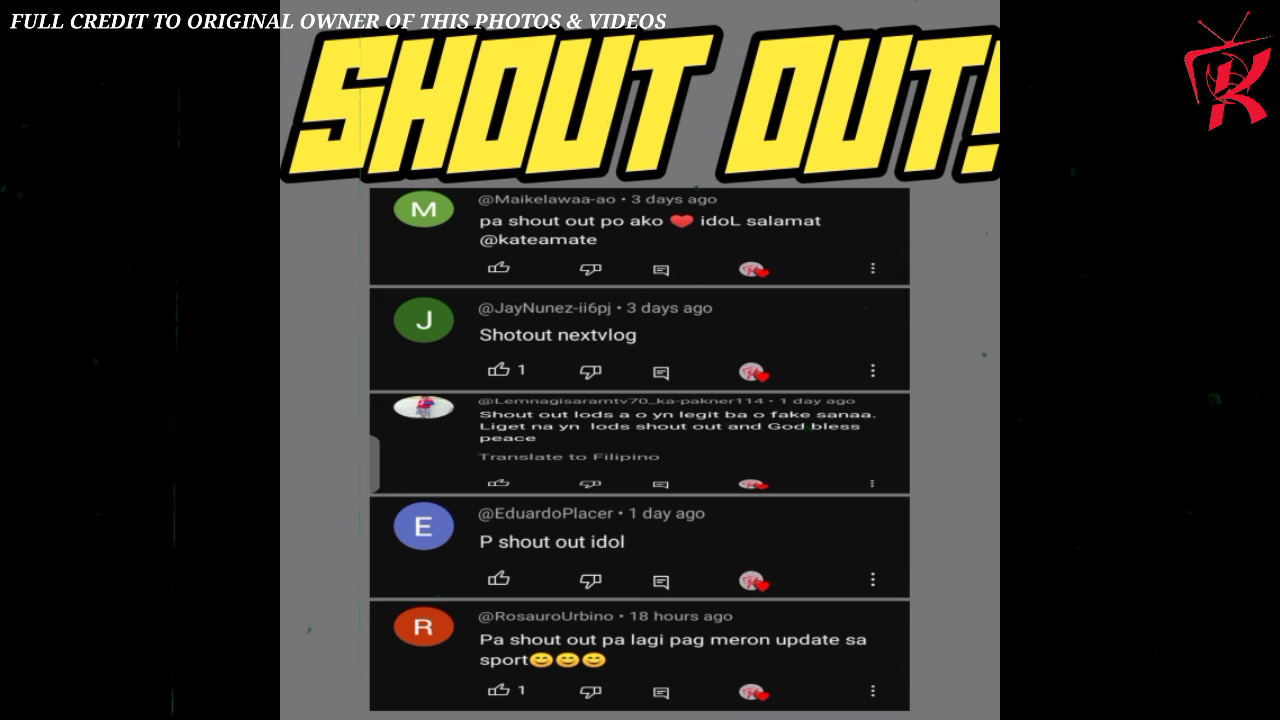 FULL CREDIT TO ORIGINAL OWNER OF THIS PHOTOS & VIDEOS
SHOUT OUT!
M
@Maikelawaa-ao • 3 days ago
pa shout out po ako ❤️ idoL salamat
@kateamate
J
@JayNunez-ii6pj • 3 days ago
Shotout nextvlog
1
@Lemnagisaramtv70_ka-pakner114 • 1 day ago
Shout out lods a o yn legit ba o fake sanaa.
Liget na yn lods shout out and God bless
peace
Translate to Filipino
E
@EduardoPlacer • 1 day ago
P shout out idol
R
@RosauroUrbino • 18 hours ago
Pa shout out pa lagi pag meron update sa
sport😊😊😊
1
K